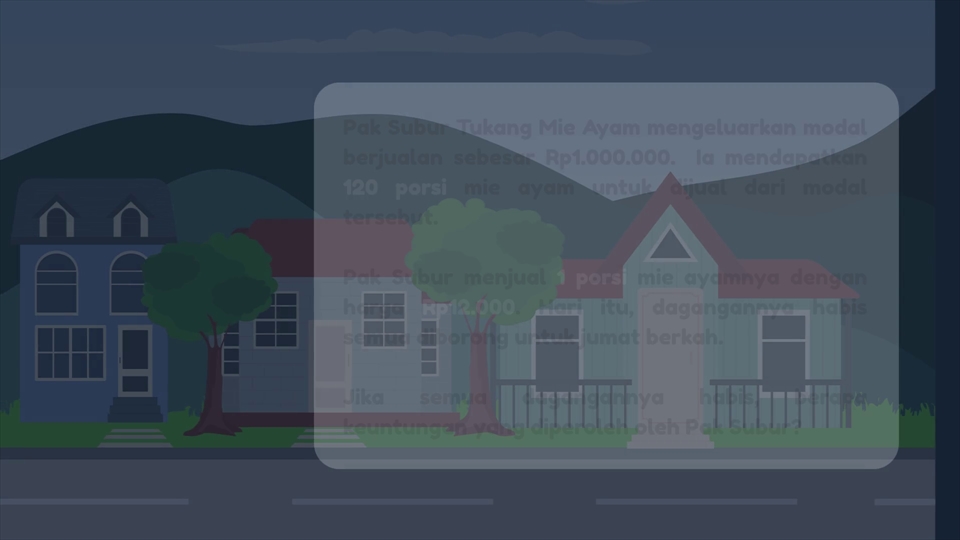 Pak Subur Tukang Mie Ayam mengeluarkan modal
berjualan sebesar Rp1.000.000. Ia mendapatkan
120 porsi mie ayam untuk dijual dari modal
tersebut.
Pak Subur menjual 1 porsi mie ayamnya dengan
harga Rp12.000. Hari itu, dagangannya habis
semua diborong untuk jumat berkah.
Jika semua dagangannya habis, berapa
keuntungan yang diperoleh oleh Pak Subur?